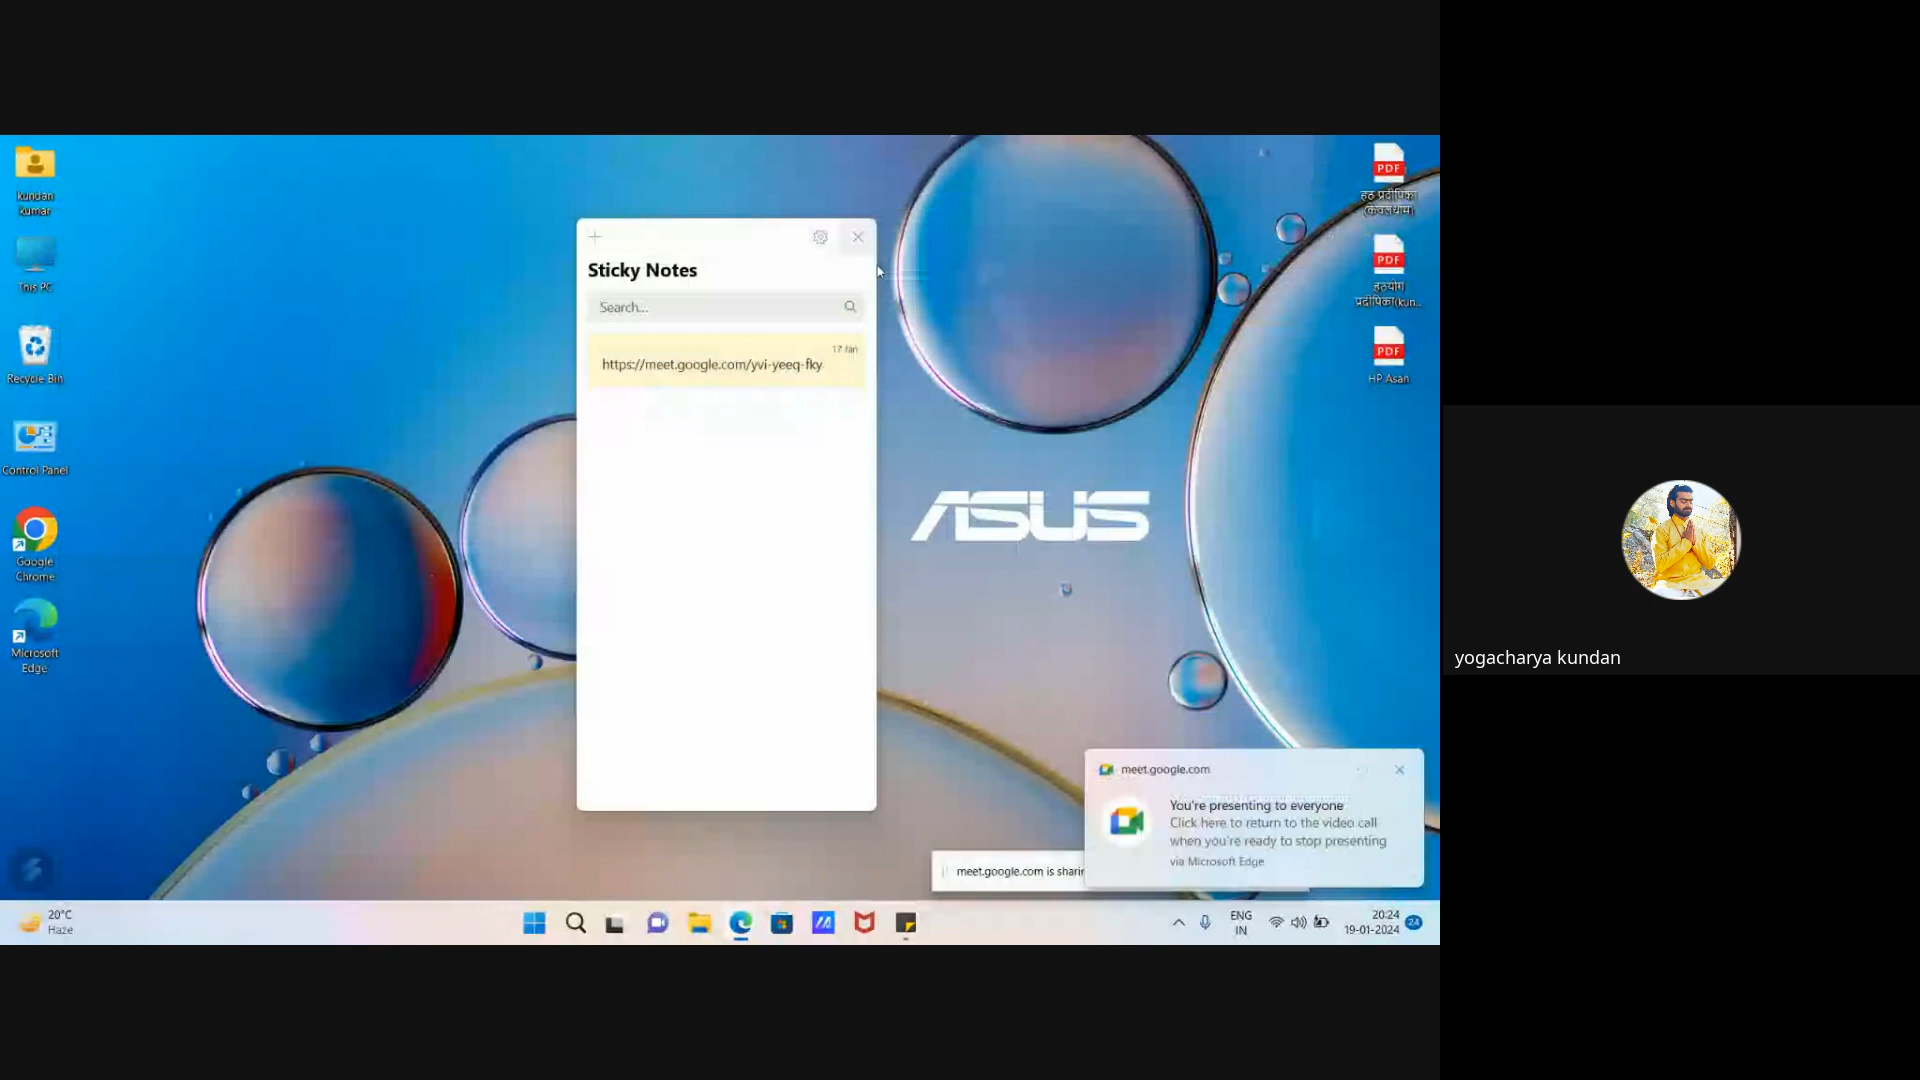 kundan
kumar
This PC
Recycle Bin
Control Panel
Google
Chrome
Microsoft
Edge
Sticky Notes
Search...
17 Jan
https://meet.google.com/yvi-yeeq-fky
ASUS
PDF
हठ प्रदीपिका
(केवल्यधाम)
PDF
हठयोग
प्रदीपिका(kun...
PDF
HP Asan
meet.google.com
You're presenting to everyone
Click here to return to the video call
when you're ready to stop presenting
via Microsoft Edge
meet.google.com is sharin
20°C
Haze
ENG
IN
20:24
19-01-2024
24
yogacharya kundan